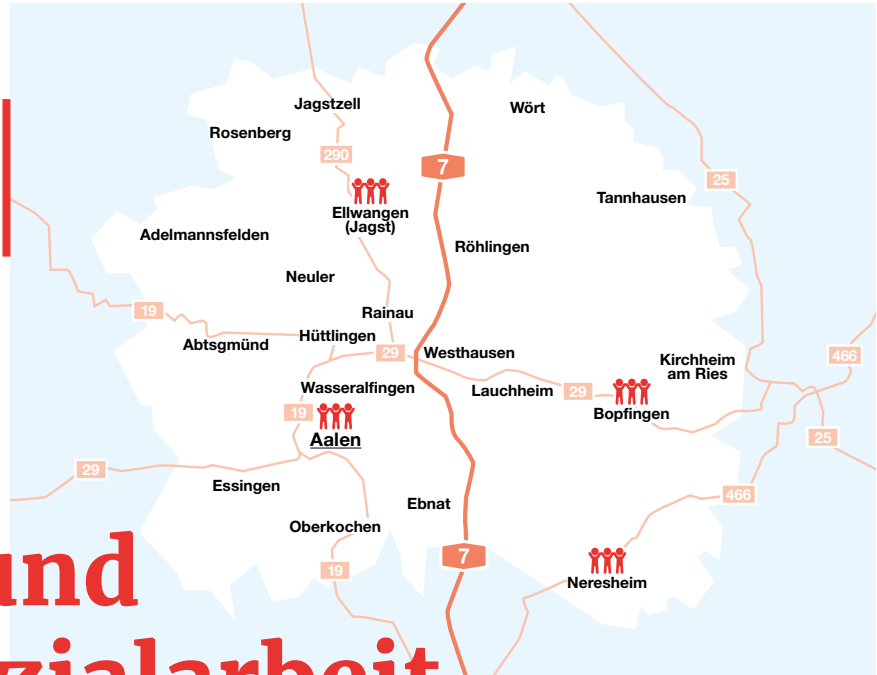 Jagstzell
Wört
Rosenberg
290
7
25
Tannhausen
Ellwangen
(Jagst)
Adelmannsfelden
Röhlingen
Neuler
19
Rainau
Hüttlingen
Abtsgmünd
29
Westhausen
Kirchheim
am Ries
466
Wasseralfingen
Lauchheim
29
19
Bopfingen
Aalen
25
29
Essingen
466
Ebnat
Oberkochen
7
19
Neresheim
und
zialarbeit